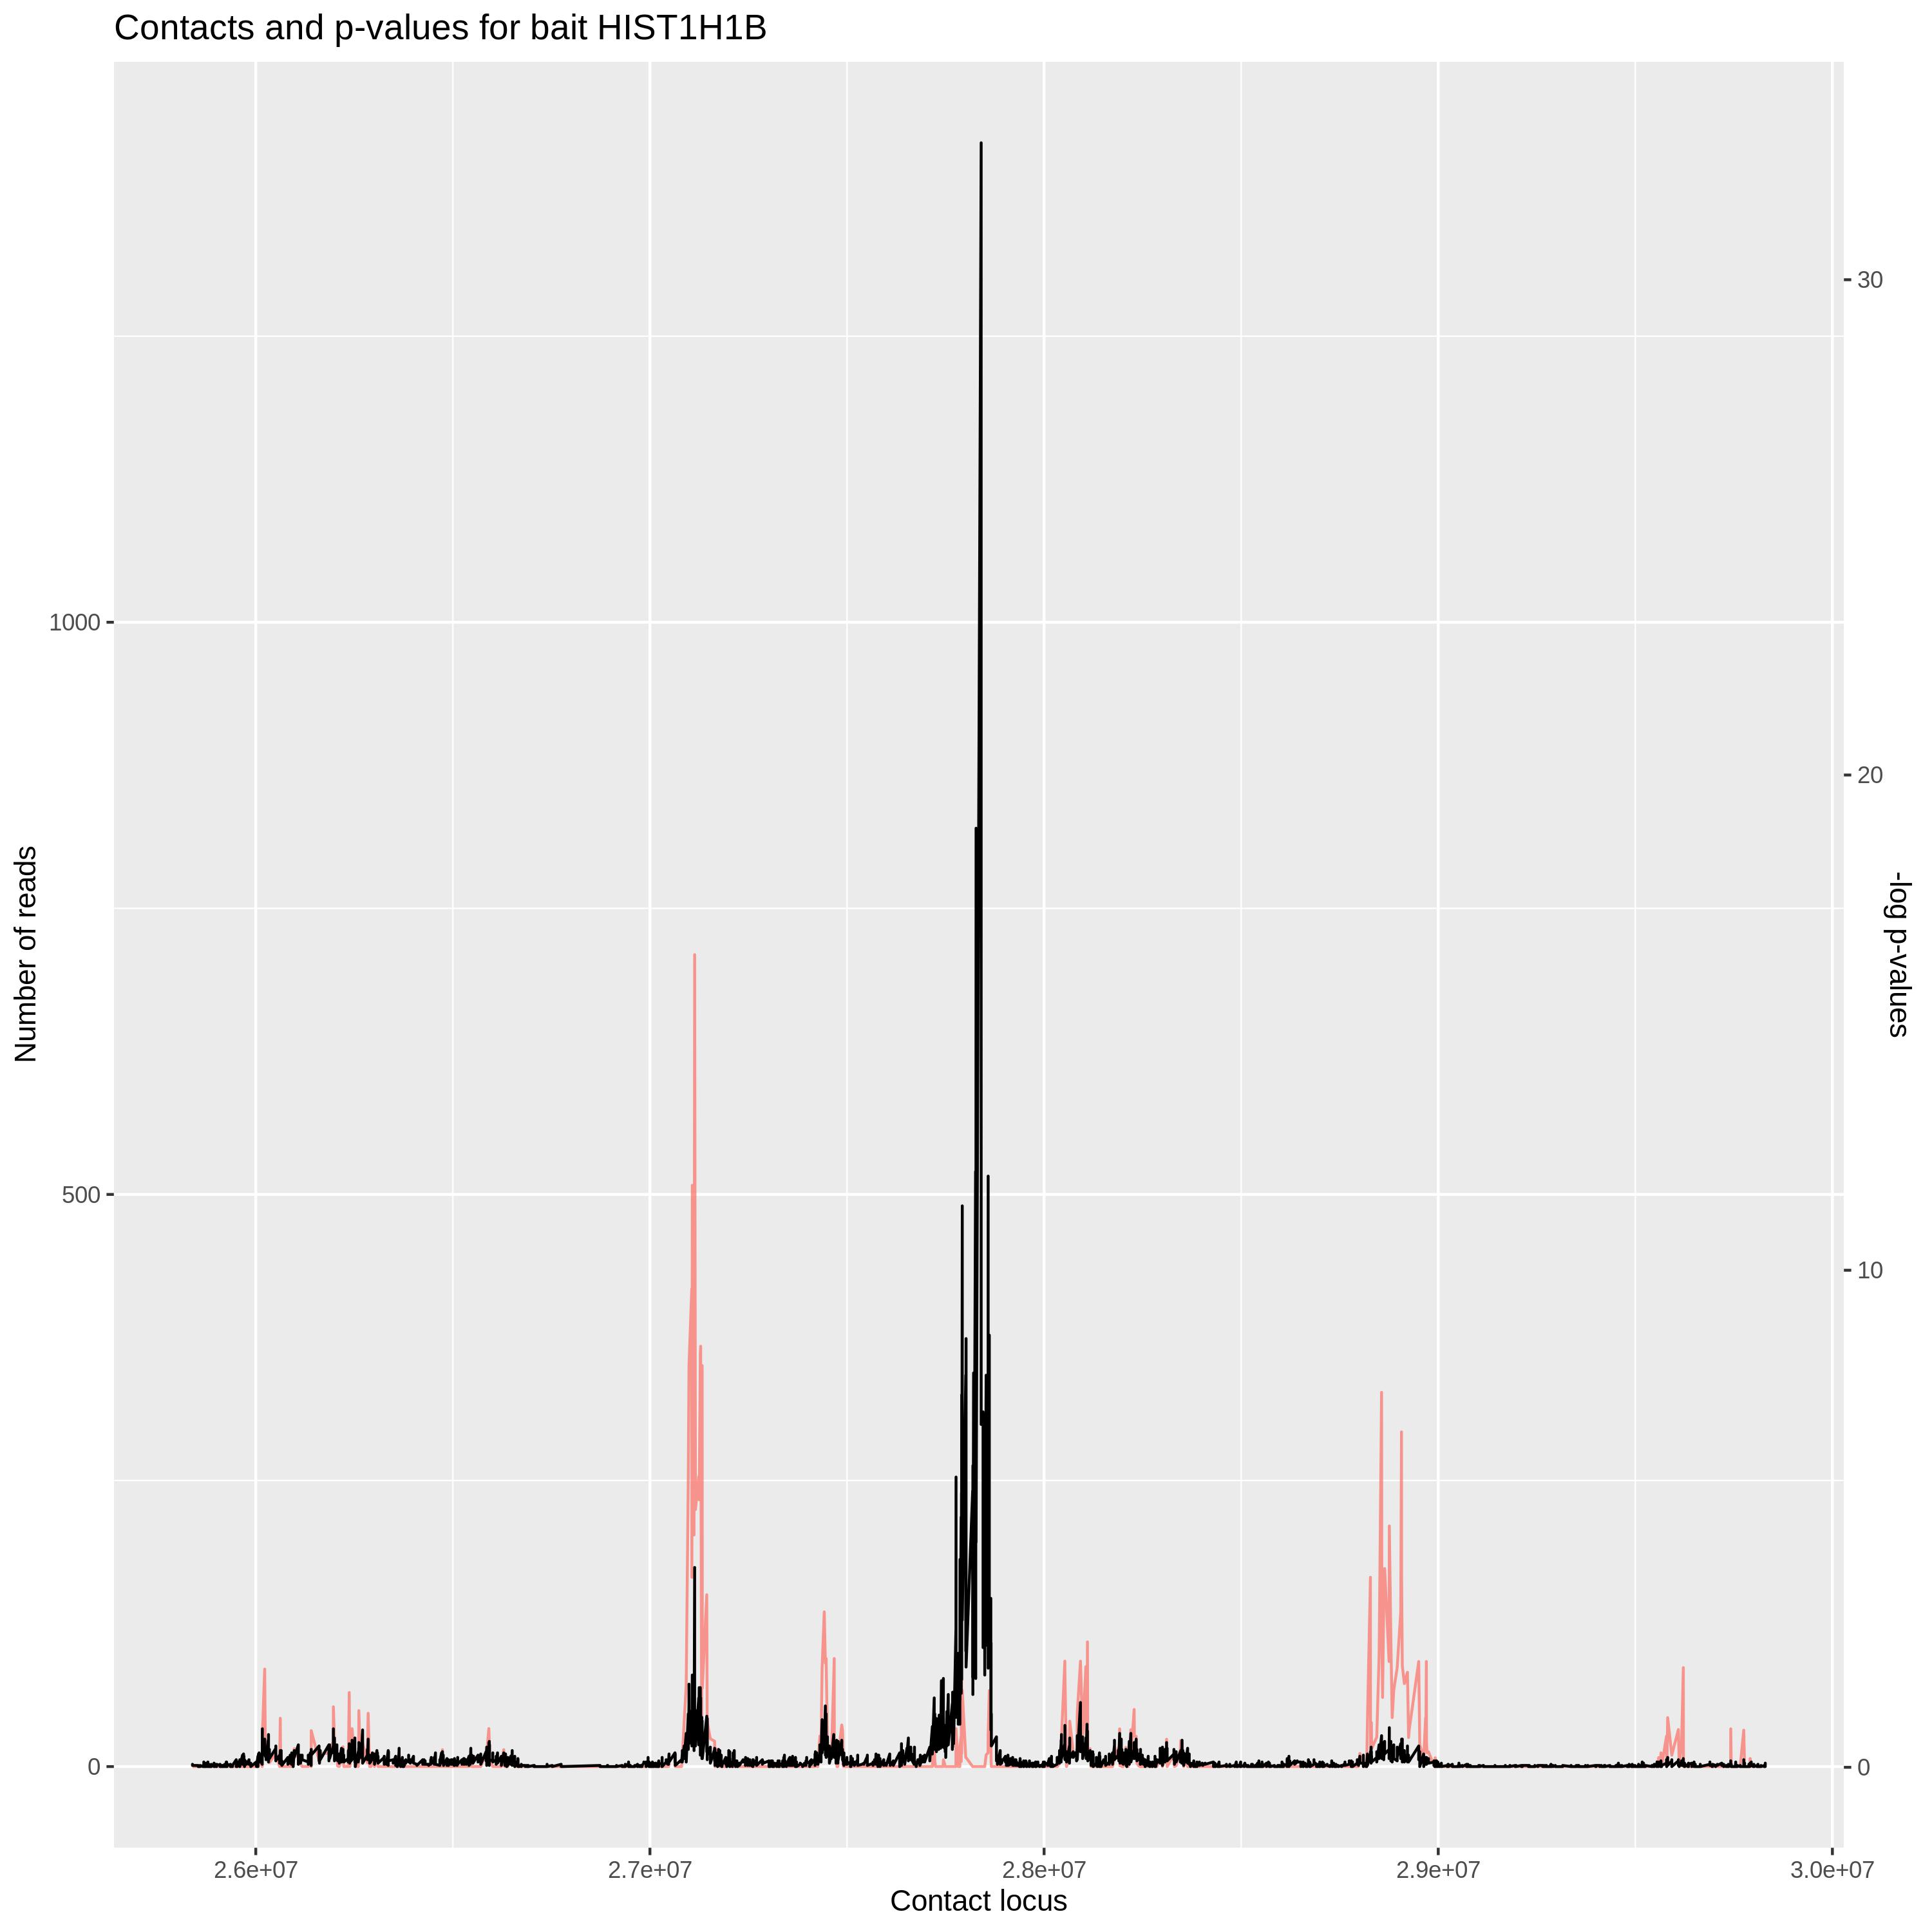 Contacts and p-values for bait HIST1H1B
30
1000
20
Number of reads
-log p-values
500
10
0
0
2.6e+07
2.7e+07
2.8e+07
2.9e+07
3.0e+07
Contact locus